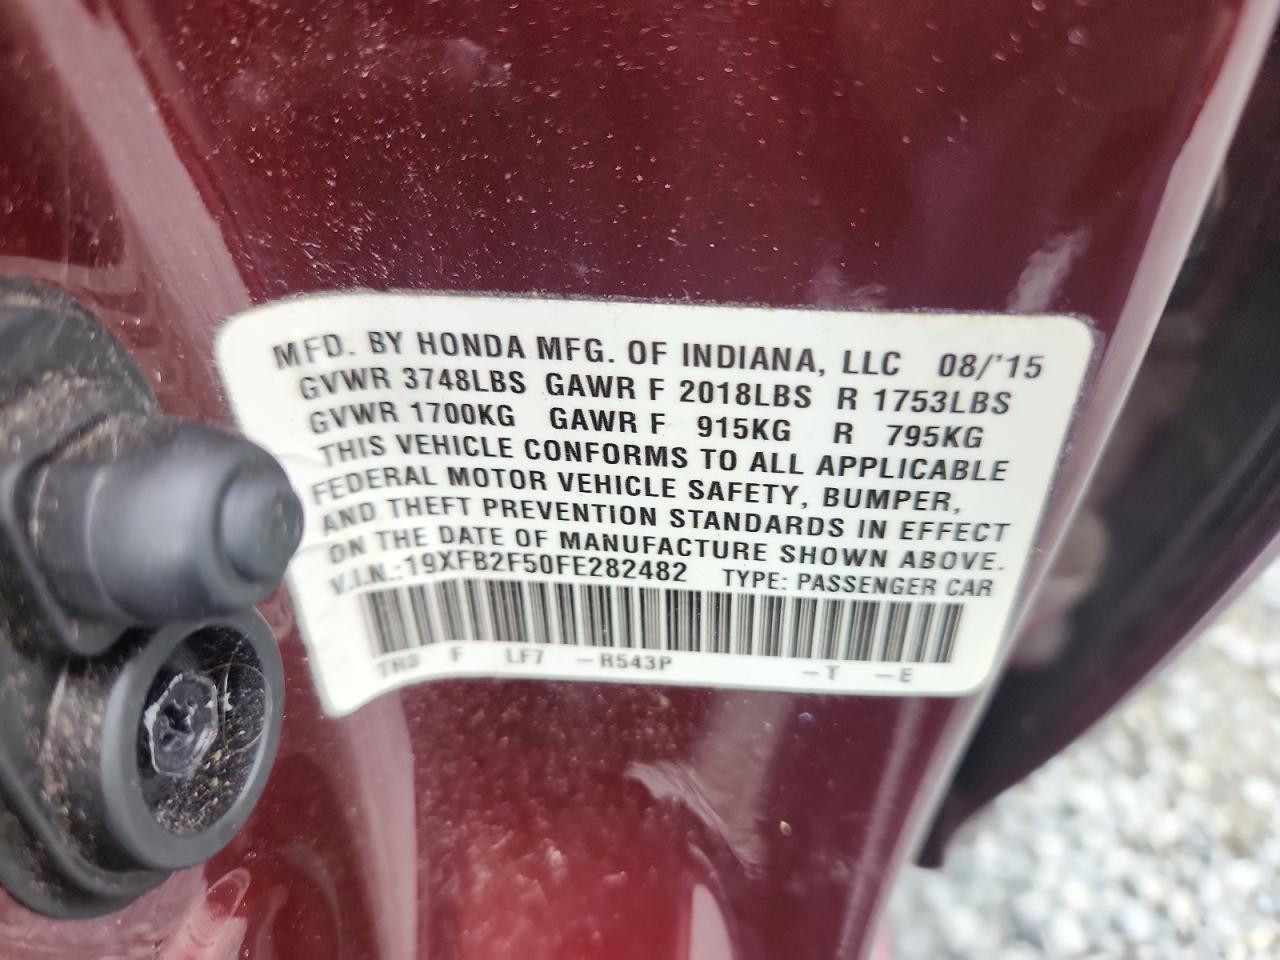 MFD. BY HONDA MFG. OF INDIANA, LLC 08/'15
GVWR 3748LBS GAWR F 2018LBS R 1753LBS
GVWR 1700KG GAWR F 915KG R 795KG
THIS VEHICLE CONFORMS TO ALL APPLICABLE
FEDERAL MOTOR VEHICLE SAFETY, BUMPER,
AND THEFT PREVENTION STANDARDS IN EFFECT
ON THE DATE OF MANUFACTURE SHOWN ABOVE.
V.I.N.:19XFB2F50FE282482 TYPE: PASSENGER CAR
TR3 F LF7 -R543P -T -E